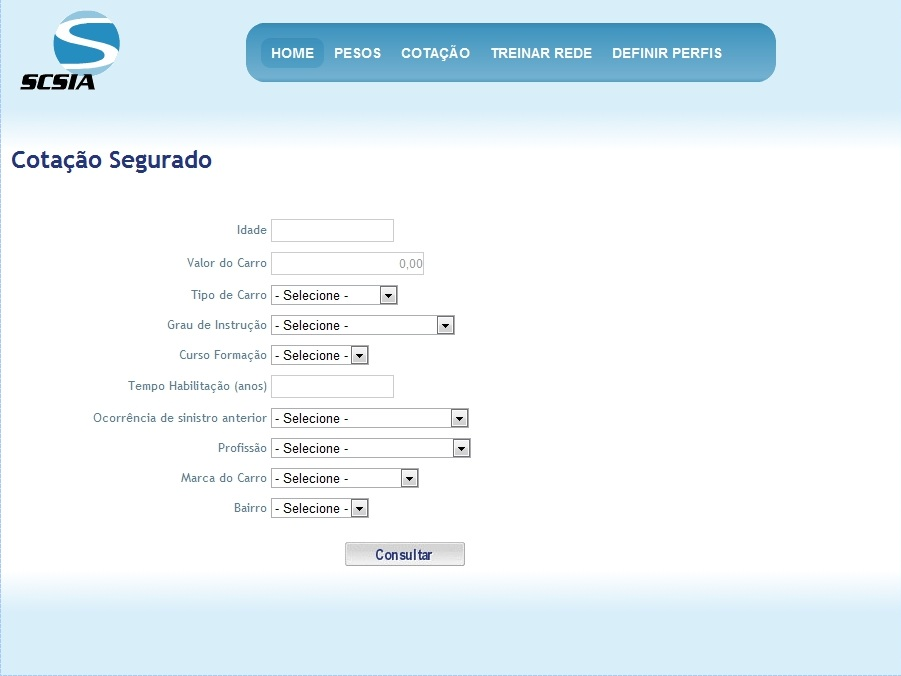 SCSIA
HOME PESOS COTAÇÃO TREINAR REDE DEFINIR PERFIS
Cotação Segurado
Idade
Valor do Carro 0,00
Tipo de Carro - Selecione -
Grau de Instrução - Selecione -
Curso Formação - Selecione -
Tempo Habilitação (anos)
Ocorrência de sinistro anterior - Selecione -
Profissão - Selecione -
Marca do Carro - Selecione -
Bairro - Selecione -
Consultar